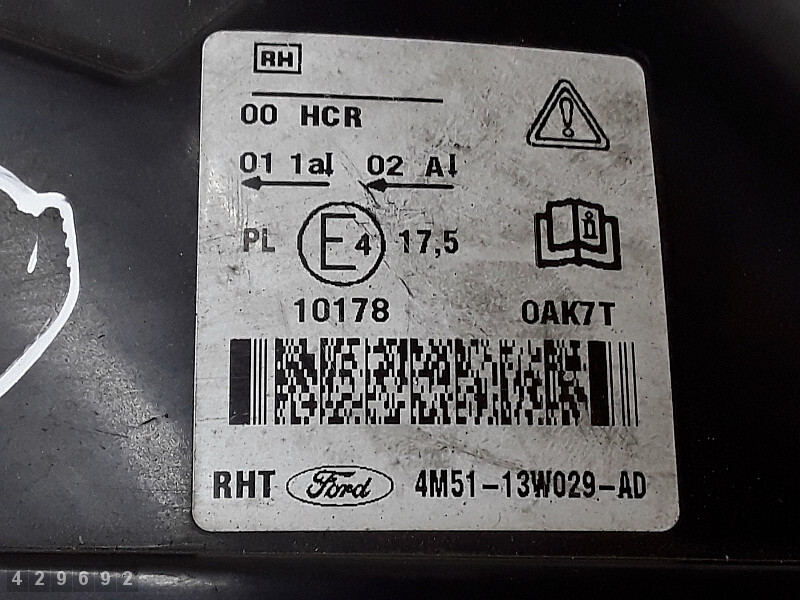 RH
00 HCR
01 1a↓ 02 A↓
PL E4 17,5
10178 0AK7T
RHT Ford 4M51-13W029-AD
429692